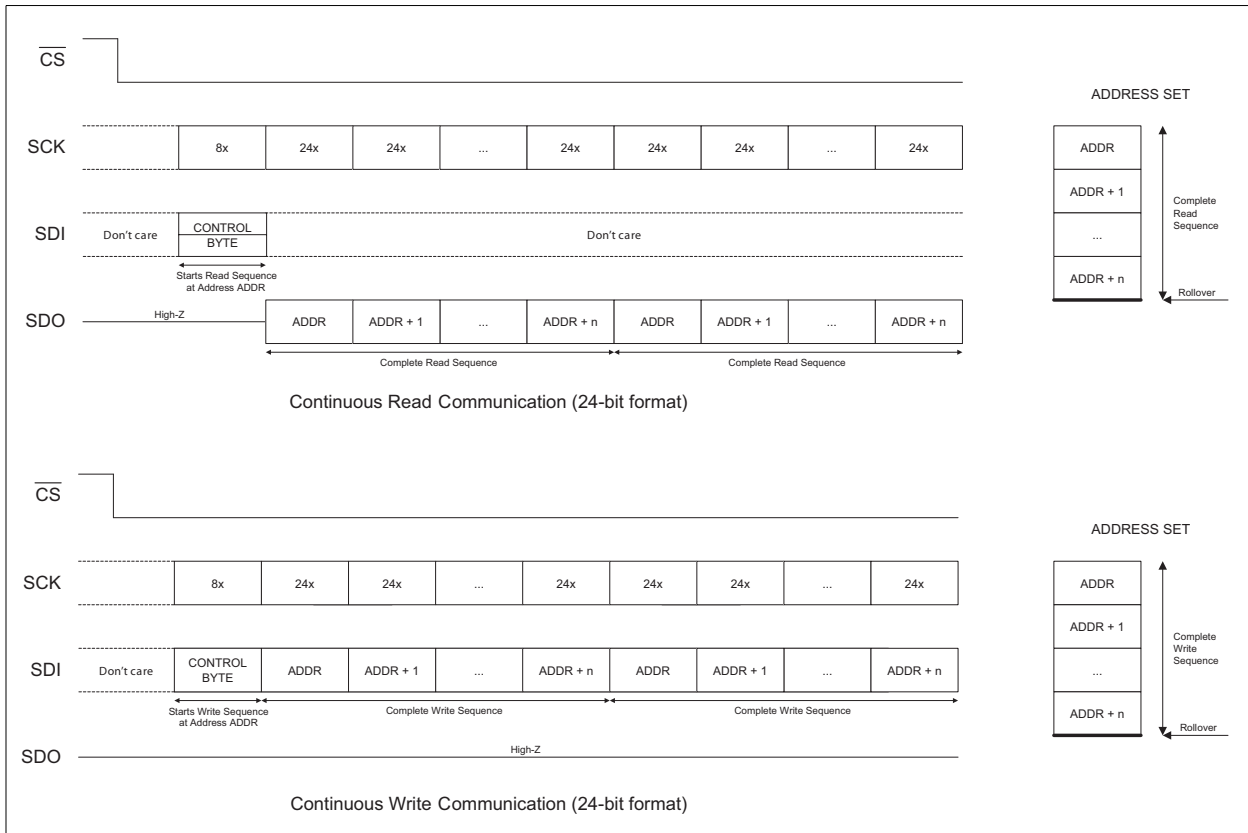 CS
SCK
8x 24x 24x ... 24x 24x 24x ... 24x
SDI
Don't care
CONTROL
BYTE
Don't care
Starts Read Sequence
at Address ADDR
SDO
High-Z
ADDR ADDR + 1 ... ADDR + n ADDR ADDR + 1 ... ADDR + n
Complete Read Sequence Complete Read Sequence
Continuous Read Communication (24-bit format)
ADDRESS SET
ADDR
ADDR + 1
...
ADDR + n
Complete
Read
Sequence
Rollover
CS
SCK
8x 24x 24x ... 24x 24x 24x ... 24x
SDI
Don't care
CONTROL
BYTE
ADDR ADDR + 1 ... ADDR + n ADDR ADDR + 1 ... ADDR + n
Starts Write Sequence
at Address ADDR
Complete Write Sequence Complete Write Sequence
SDO
High-Z
Continuous Write Communication (24-bit format)
ADDRESS SET
ADDR
ADDR + 1
...
ADDR + n
Complete
Write
Sequence
Rollover